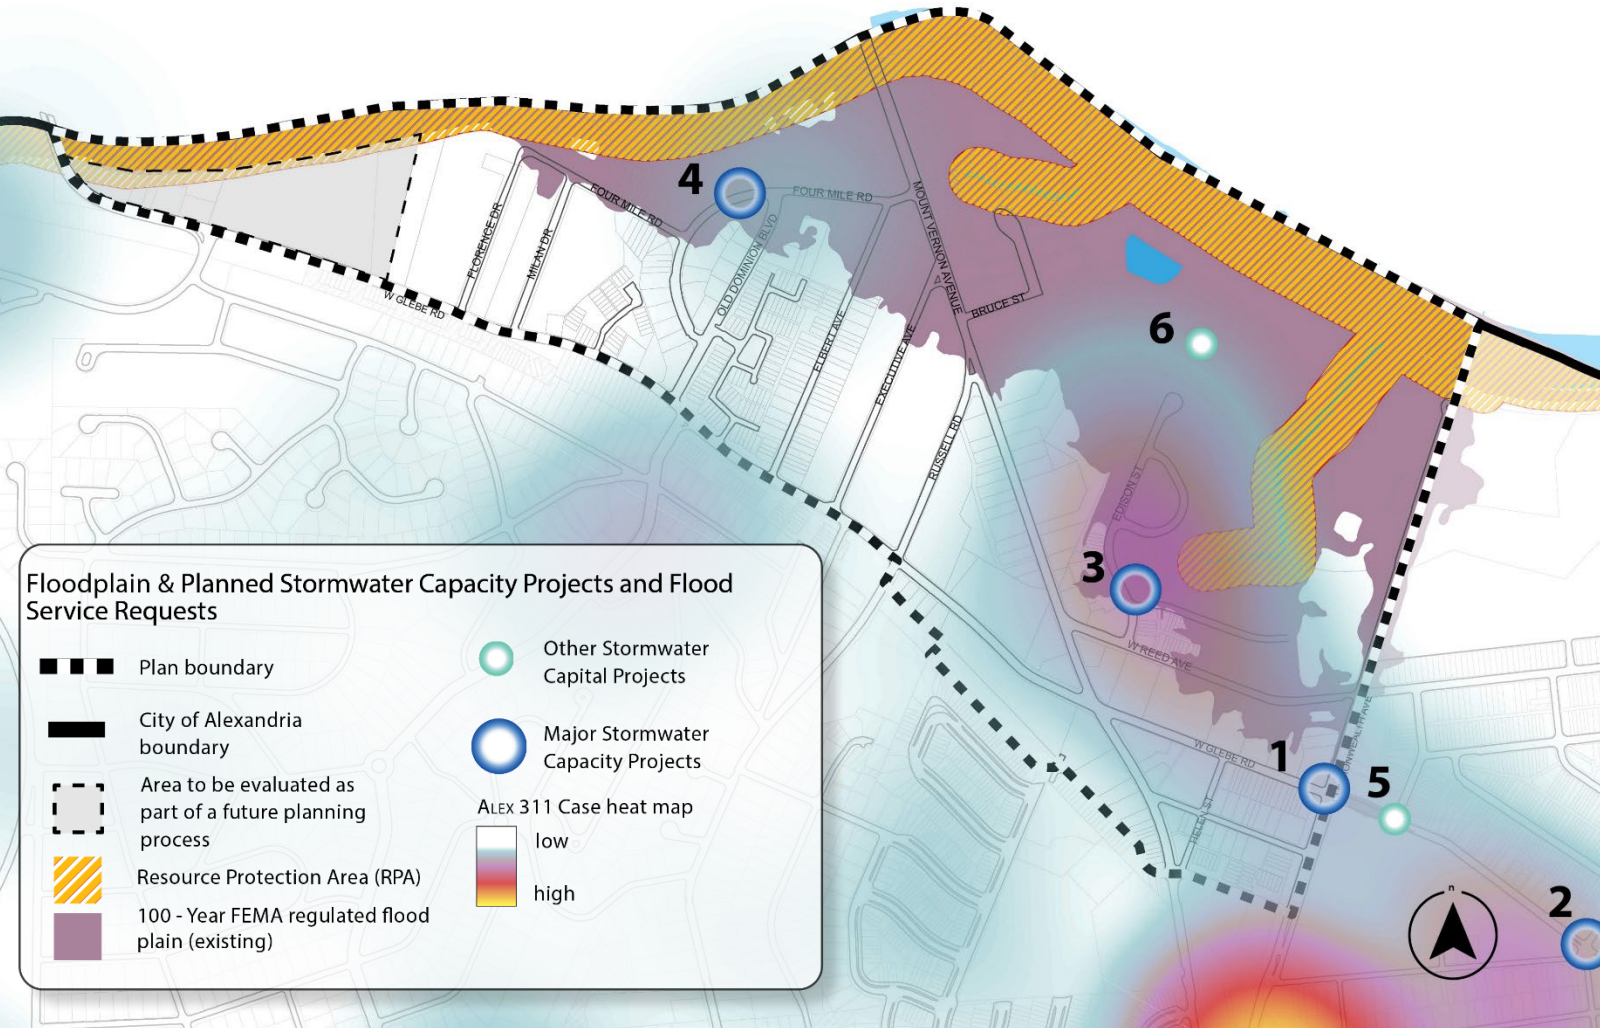 4
FOUR MILE RD
FOUR MILE RD
FLORENCE DR
MILAN DR
OLD DOMINION BLVD
MOUNT VERNON AVENUE
W GLEBE RD
BRUCE ST
ELBERT AVE
EXECUTIVE AVE
6
RUSSELL RD
EDISON ST
3
W REED AVE
W GLEBE RD
1
5
HELEN ST
2
n
Floodplain & Planned Stormwater Capacity Projects and Flood
Service Requests
Plan boundary
City of Alexandria
boundary
Area to be evaluated as
part of a future planning
process
Resource Protection Area (RPA)
100 - Year FEMA regulated flood
plain (existing)
Other Stormwater
Capital Projects
Major Stormwater
Capacity Projects
ALEX 311 Case heat map
low
high